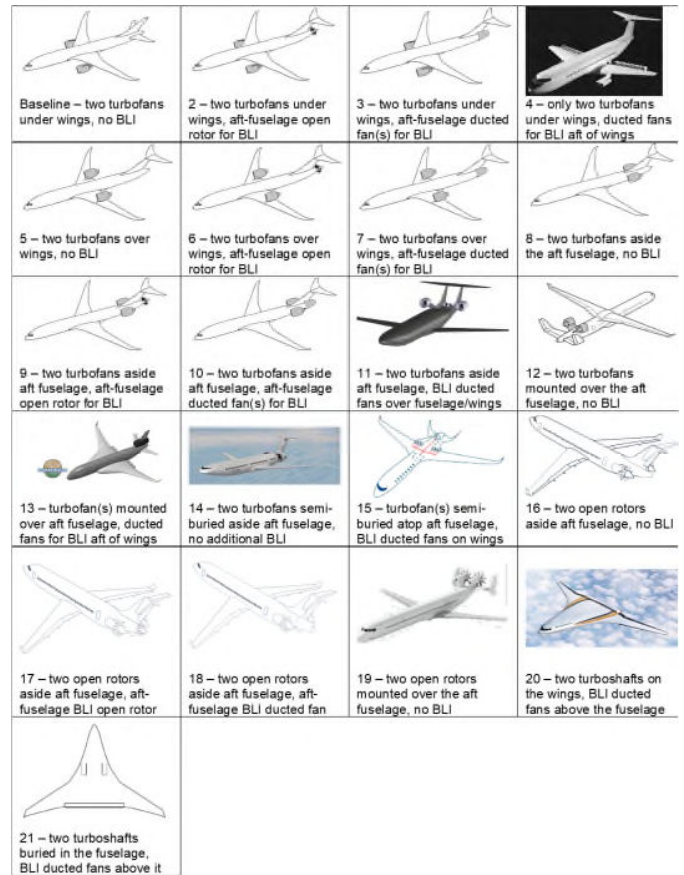 Baseline – two turbofans
under wings, no BLI
2 – two turbofans under
wings, aft-fuselage open
rotor for BLI
3 – two turbofans under
wings, aft-fuselage ducted
fan(s) for BLI
4 – only two turbofans
under wings, ducted fans
for BLI aft of wings
5 – two turbofans over
wings, no BLI
6 – two turbofans over
wings, aft-fuselage open
rotor for BLI
7 – two turbofans over
wings, aft-fuselage ducted
fan(s) for BLI
8 – two turbofans aside
the aft fuselage, no BLI
9 – two turbofans aside
aft fuselage, aft-fuselage
open rotor for BLI
10 – two turbofans aside
aft fuselage, aft-fuselage
ducted fan(s) for BLI
11 – two turbofans aside
aft fuselage, BLI ducted
fans over fuselage/wings
12 – two turbofans
mounted over the aft
fuselage, no BLI
13 – turbofan(s) mounted
over aft fuselage, ducted
fans for BLI aft of wings
14 – two turbofans semi-
buried aside aft fuselage,
no additional BLI
15 – turbofan(s) semi-
buried atop aft fuselage,
BLI ducted fans on wings
16 – two open rotors
aside aft fuselage, no BLI
17 – two open rotors
aside aft fuselage, aft-
fuselage BLI open rotor
18 – two open rotors
aside aft fuselage, aft-
fuselage BLI ducted fan
19 – two open rotors
mounted over the aft
fuselage, no BLI
20 – two turboshafts on
the wings, BLI ducted
fans above the fuselage
21 – two turboshafts
buried in the fuselage,
BLI ducted fans above it